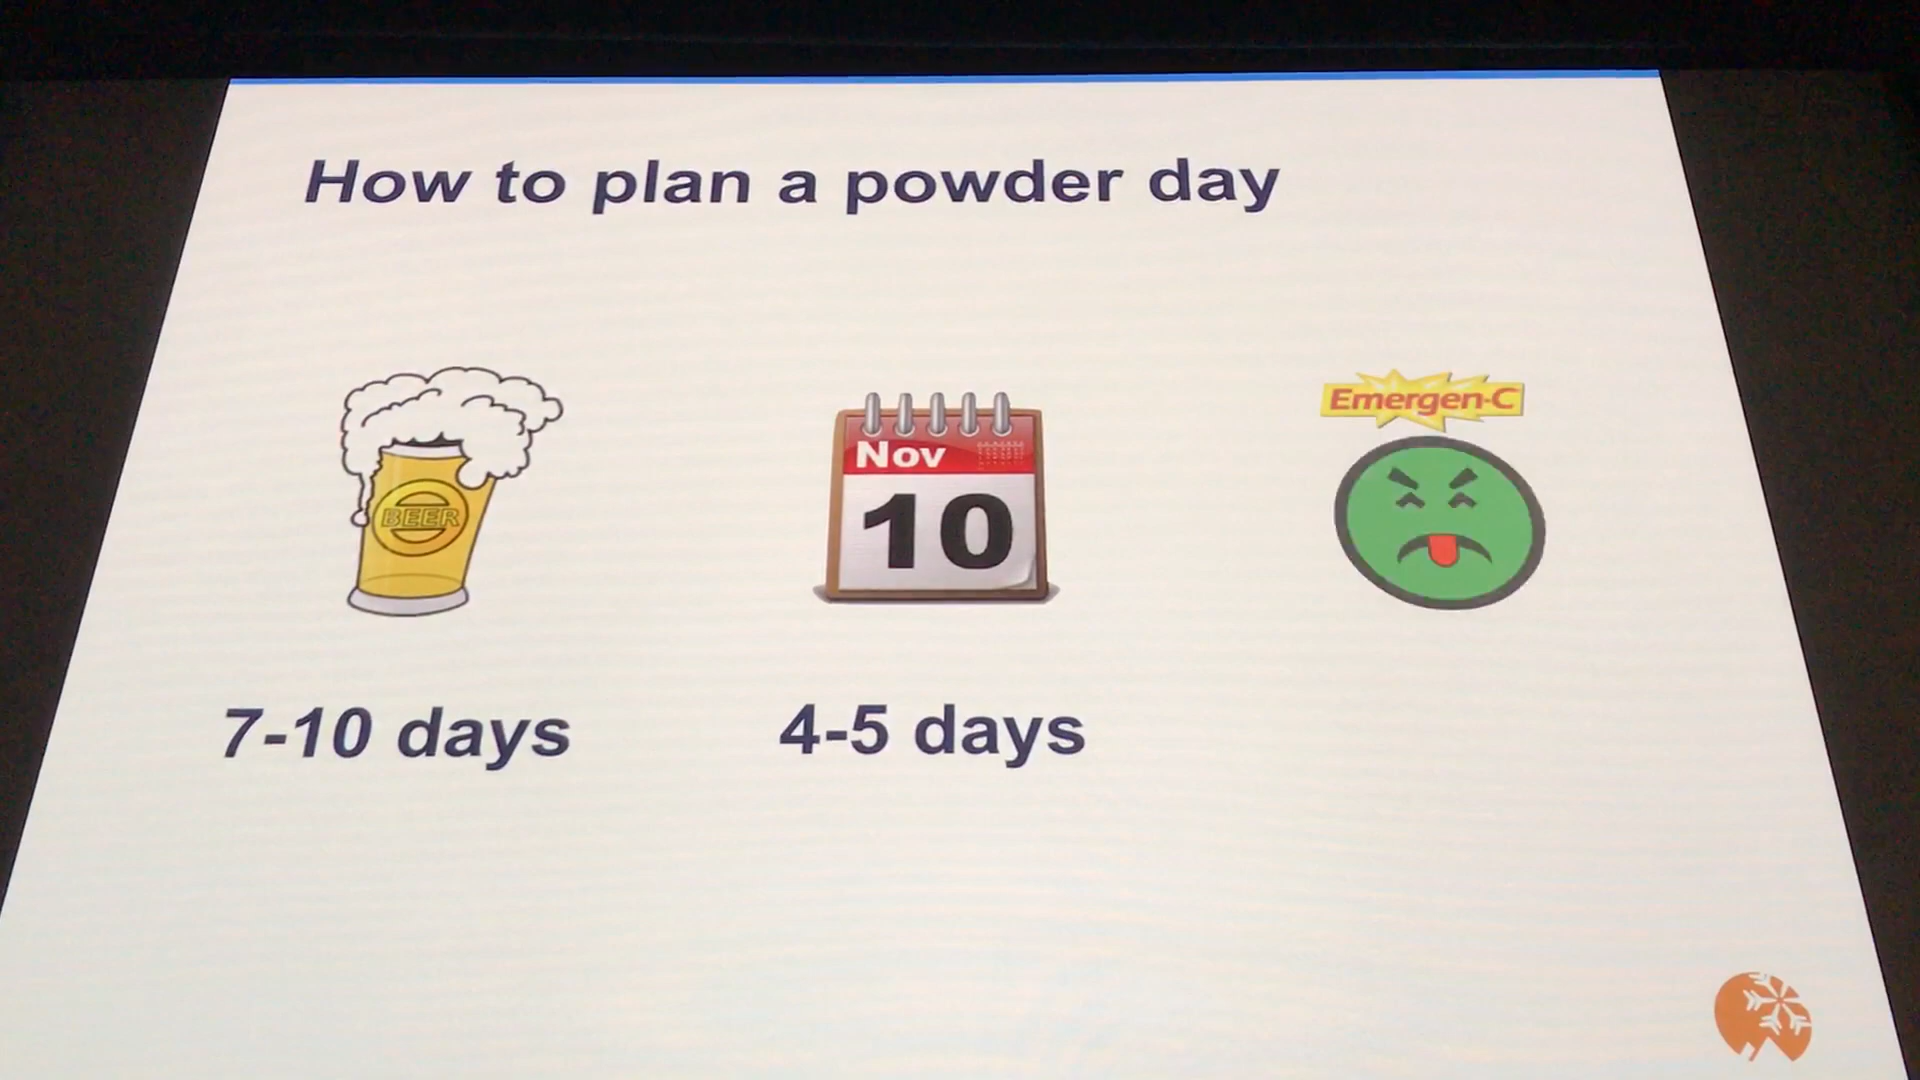 How to plan a powder day
Emergen-C
Nov
10
BEER
7-10 days
4-5 days